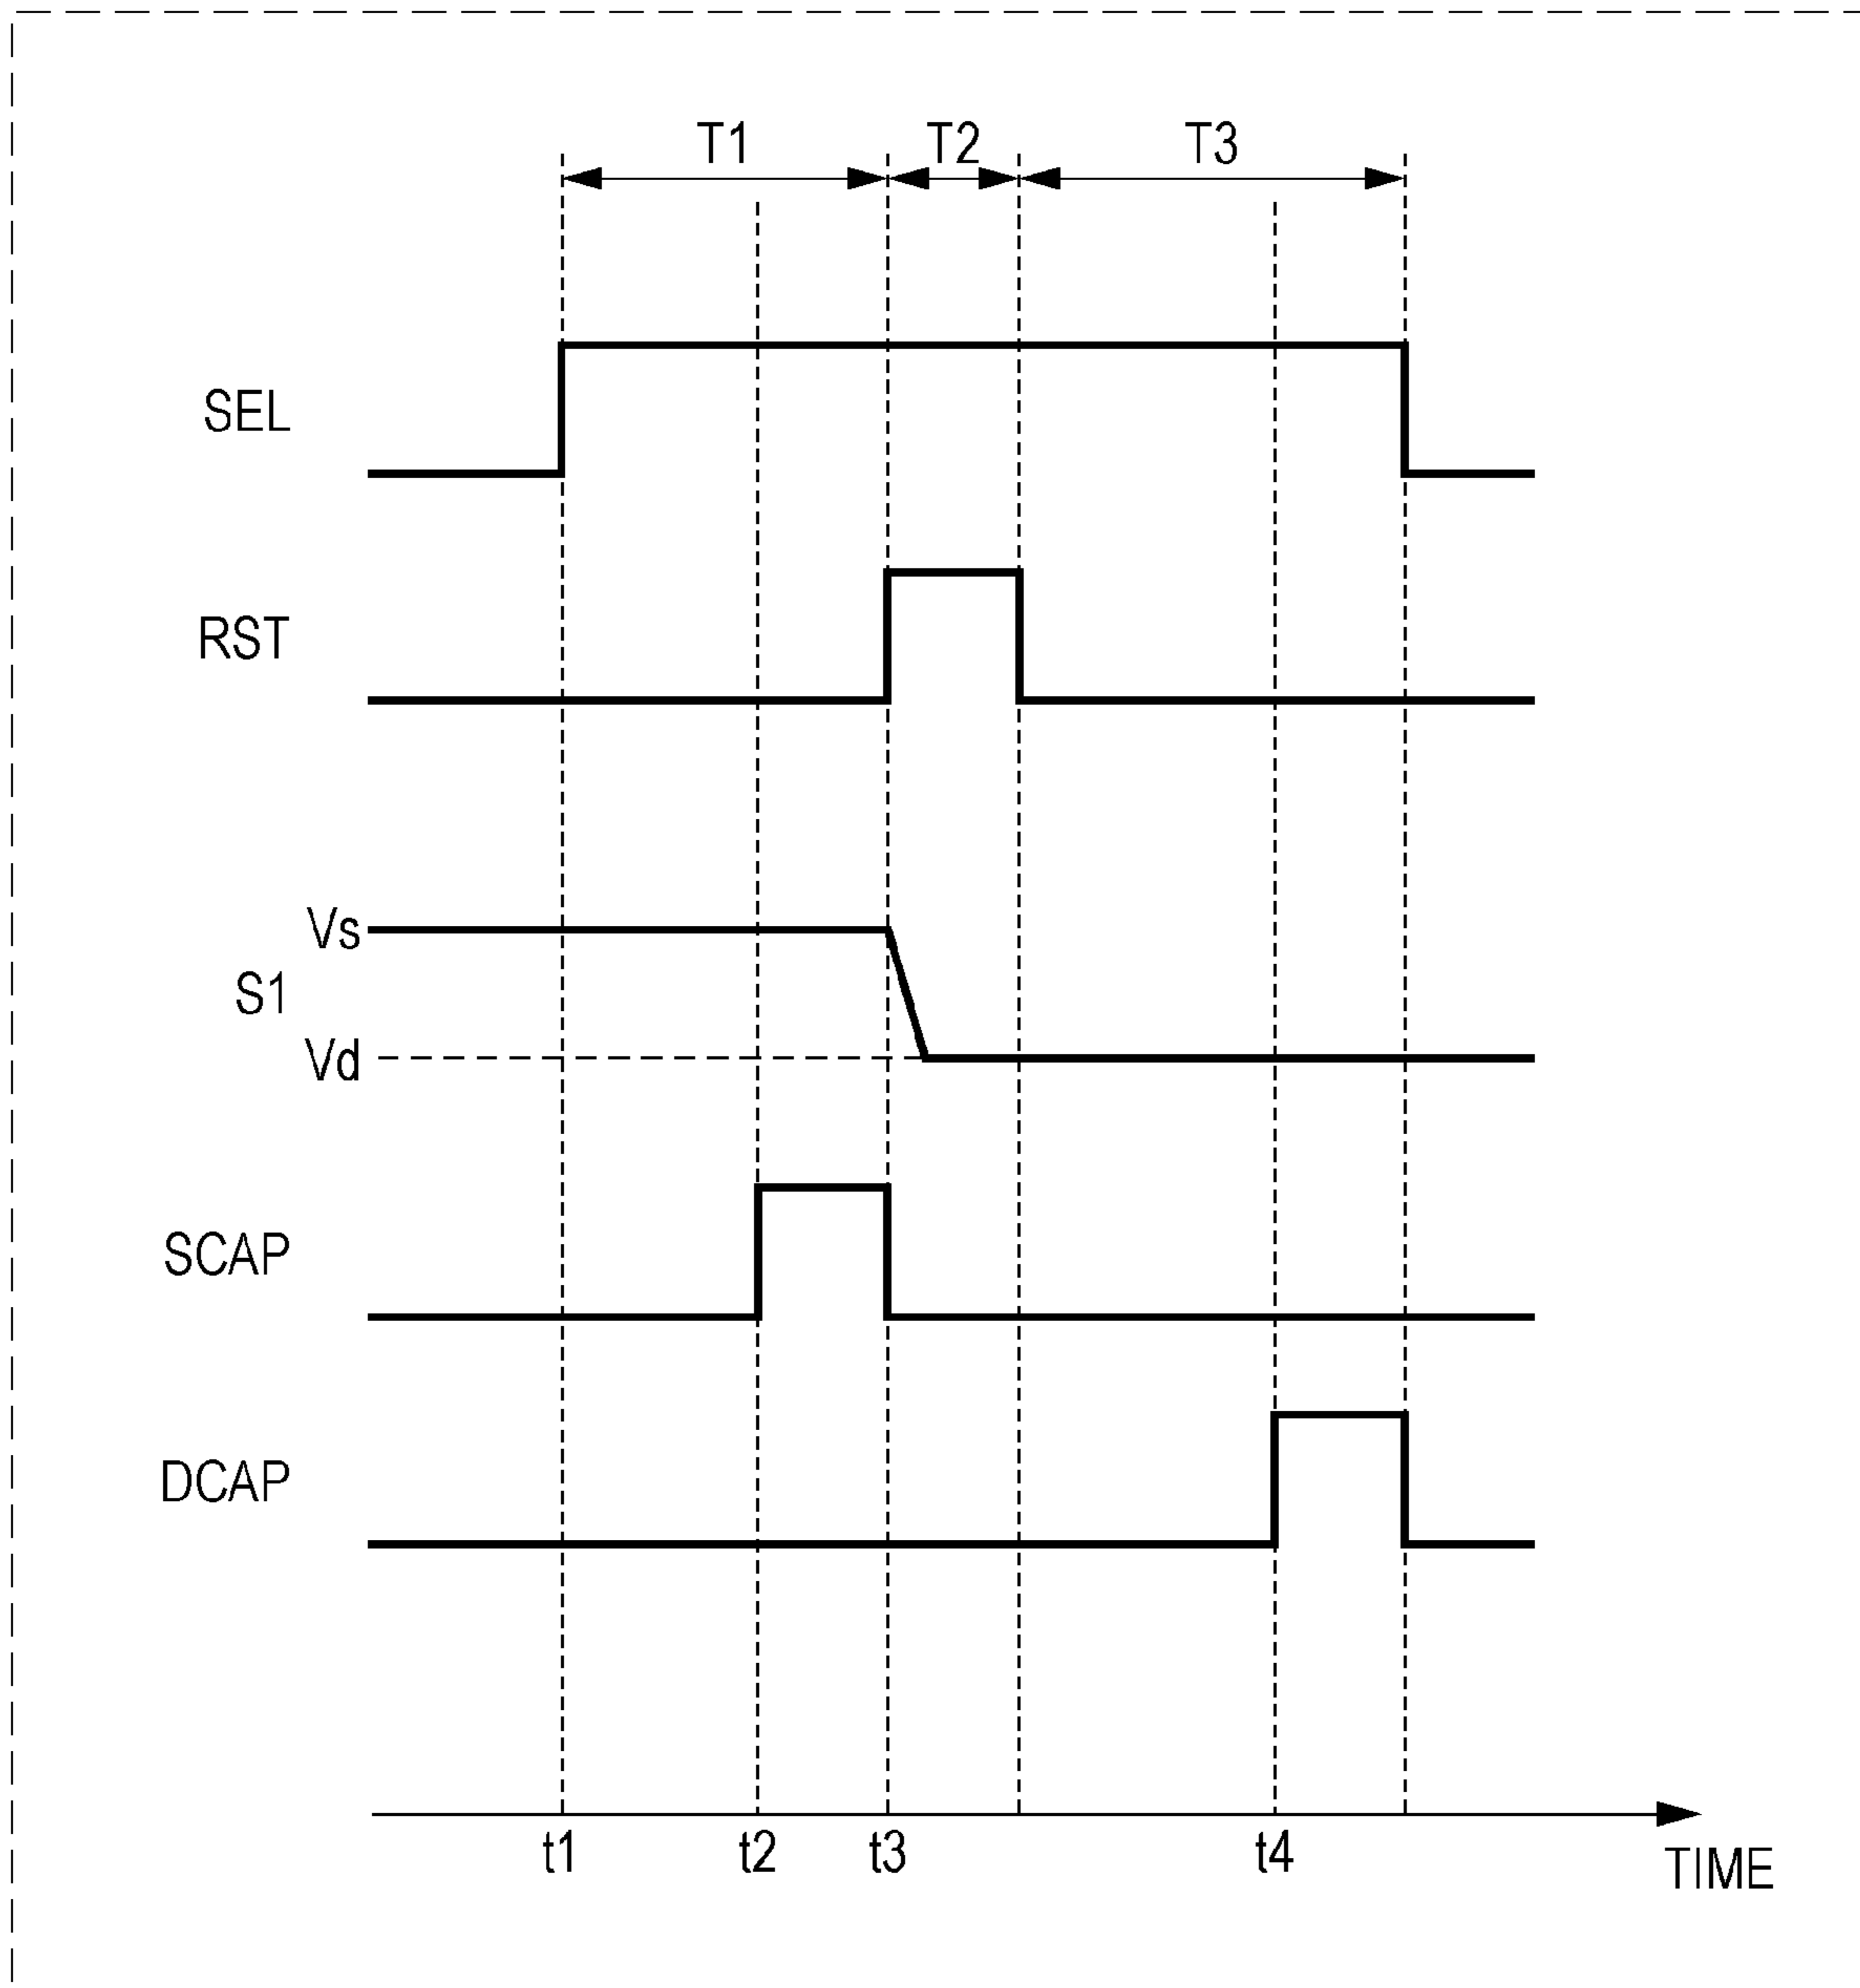 T1 T2 T3
SEL
RST
Vs
S1
Vd
SCAP
DCAP
t1 t2 t3 t4
TIME